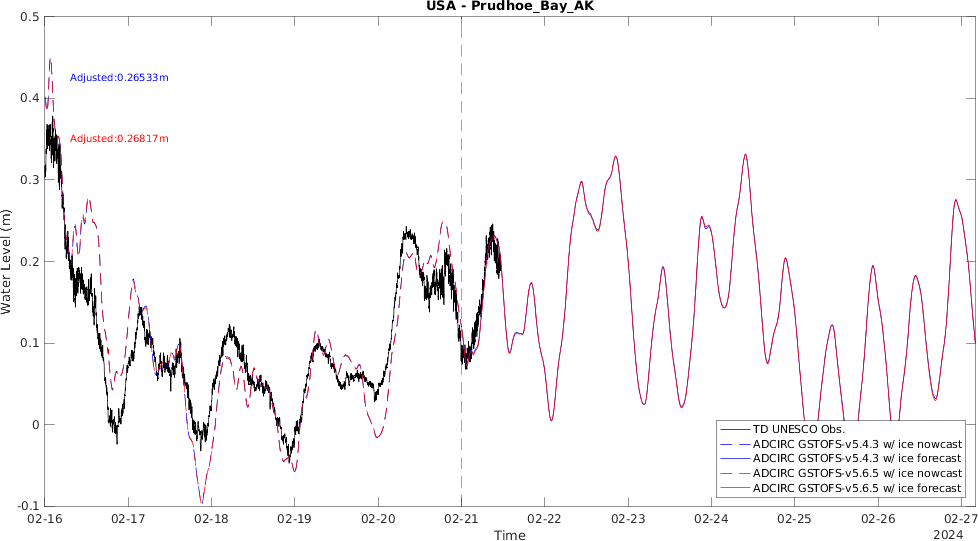 USA - Prudhoe_Bay_AK
0.5
0.4
0.3
0.2
0.1
0
-0.1
Water Level (m)
Adjusted:0.26533m
Adjusted:0.26817m
TD UNESCO Obs.
ADCIRC GSTOFS-v5.4.3 w/ ice nowcast
ADCIRC GSTOFS-v5.4.3 w/ ice forecast
ADCIRC GSTOFS-v5.6.5 w/ ice nowcast
ADCIRC GSTOFS-v5.6.5 w/ ice forecast
02-16 02-17 02-18 02-19 02-20 02-21 02-22 02-23 02-24 02-25 02-26 02-27
Time
2024